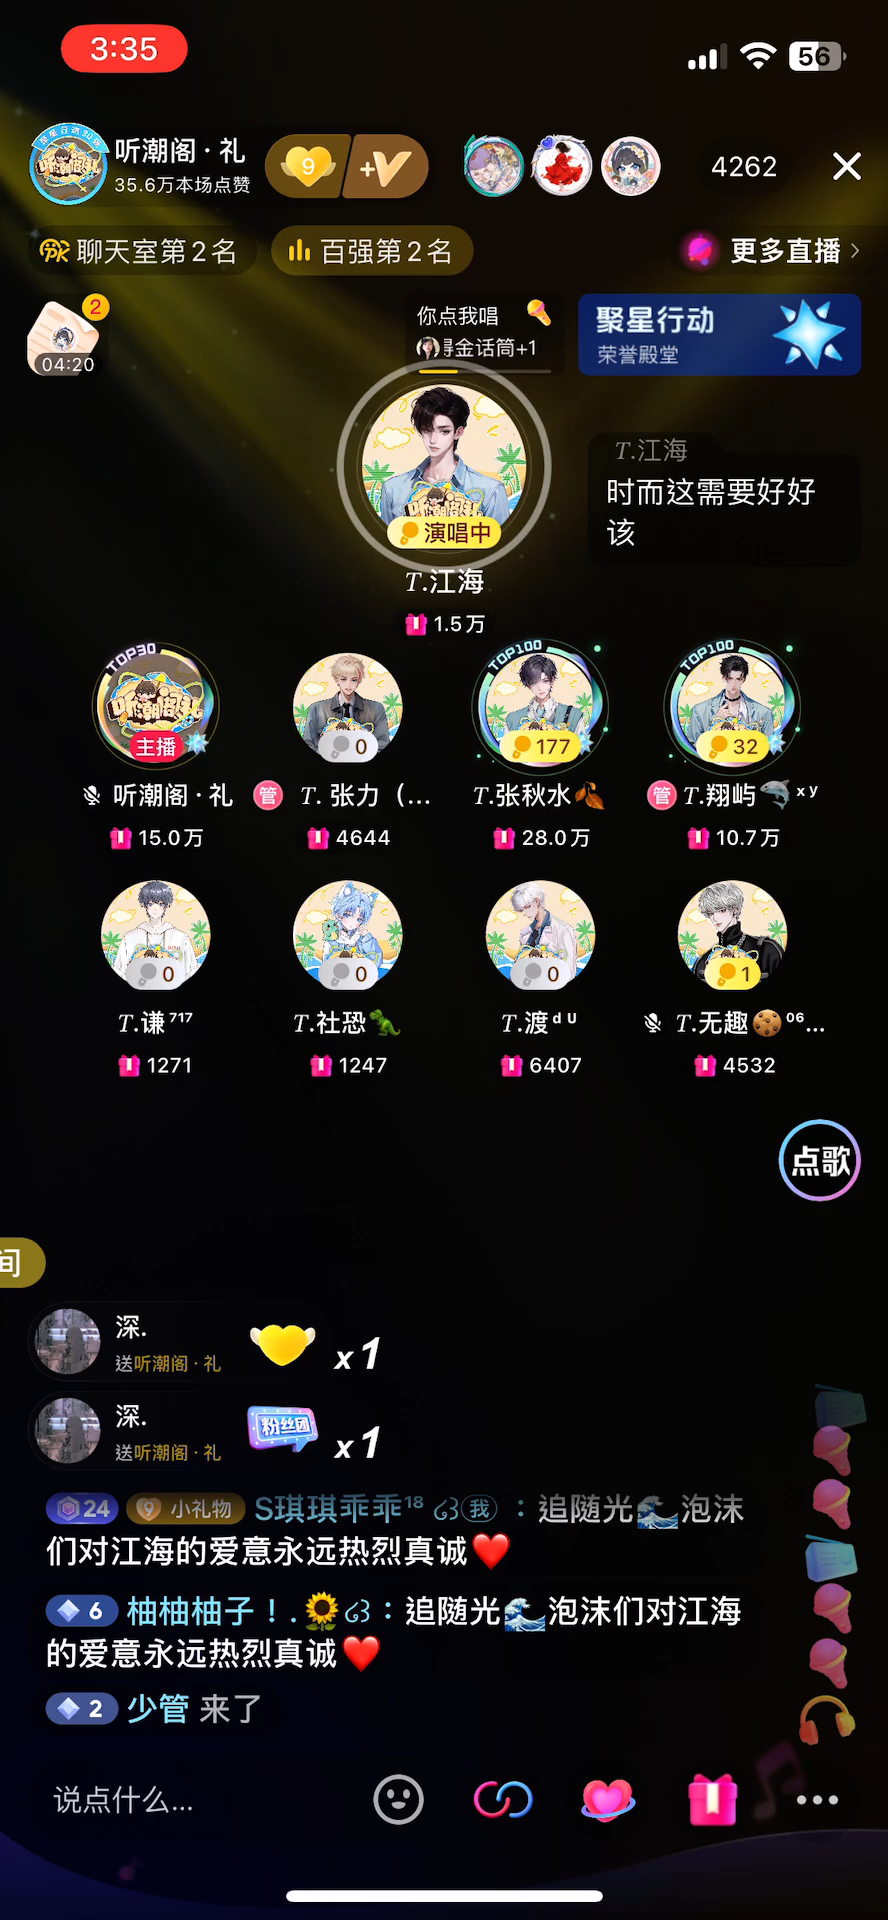 3:35
56
听潮阁 · 礼
35.6万本场点赞
9
+V
4262
聊天室第2名
百强第2名
更多直播
2
04:20
你点我唱
寻金话筒+1
聚星行动
荣誉殿堂
演唱中
T.江海
1.5万
T.江海
时而这需要好好
该
TOP30
主播
听潮阁 · 礼
15.0万
0
管 T. 张力（...
4644
TOP100
177
T.张秋水
28.0万
TOP100
32
管 T.翔屿 x y
10.7万
0
T.谦 717
1271
0
T.社恐
1247
0
T.渡 d U
6407
1
T.无趣 06...
4532
点歌
间
深.
送听潮阁 · 礼
x1
深.
送听潮阁 · 礼
粉丝团
x1
24 9 小礼物 S琪琪乖乖18 我 ：追随光🌊泡沫
们对江海的爱意永远热烈真诚❤️
6 柚柚柚子！.🌻：追随光🌊泡沫们对江海
的爱意永远热烈真诚❤️
2 少管 来了
说点什么...